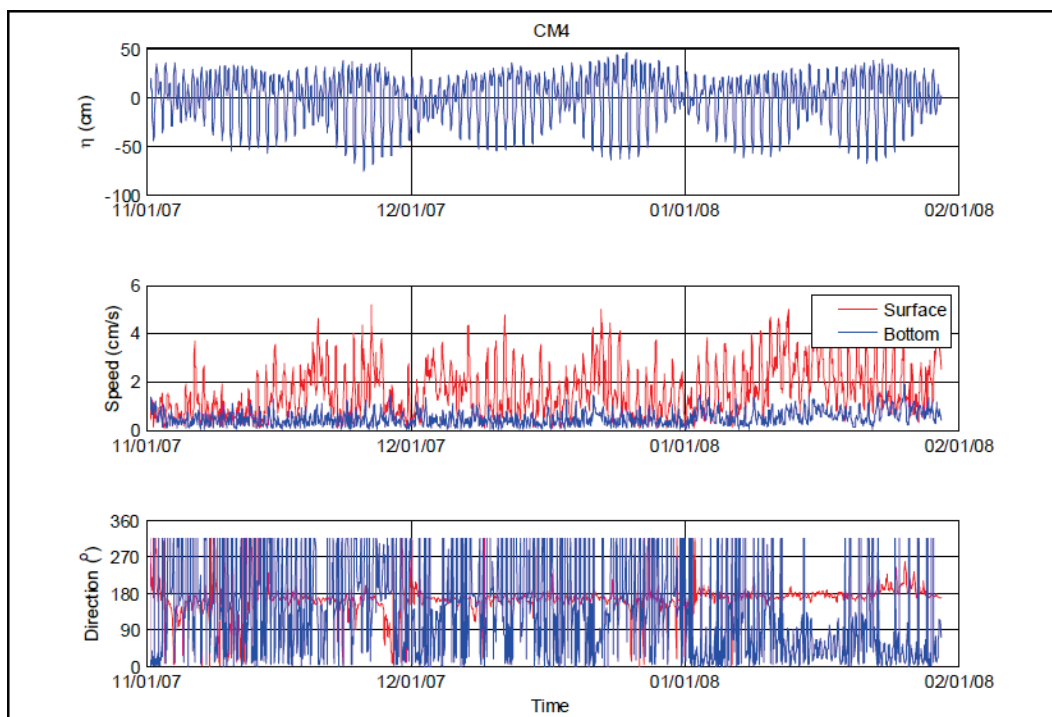 CM4
50
0
-50
-100
η (cm)
11/01/07 12/01/07 01/01/08 02/01/08
6
4
2
0
Speed (cm/s)
Surface
Bottom
11/01/07 12/01/07 01/01/08 02/01/08
360
270
180
90
0
Direction (º)
11/01/07 12/01/07 01/01/08 02/01/08
Time